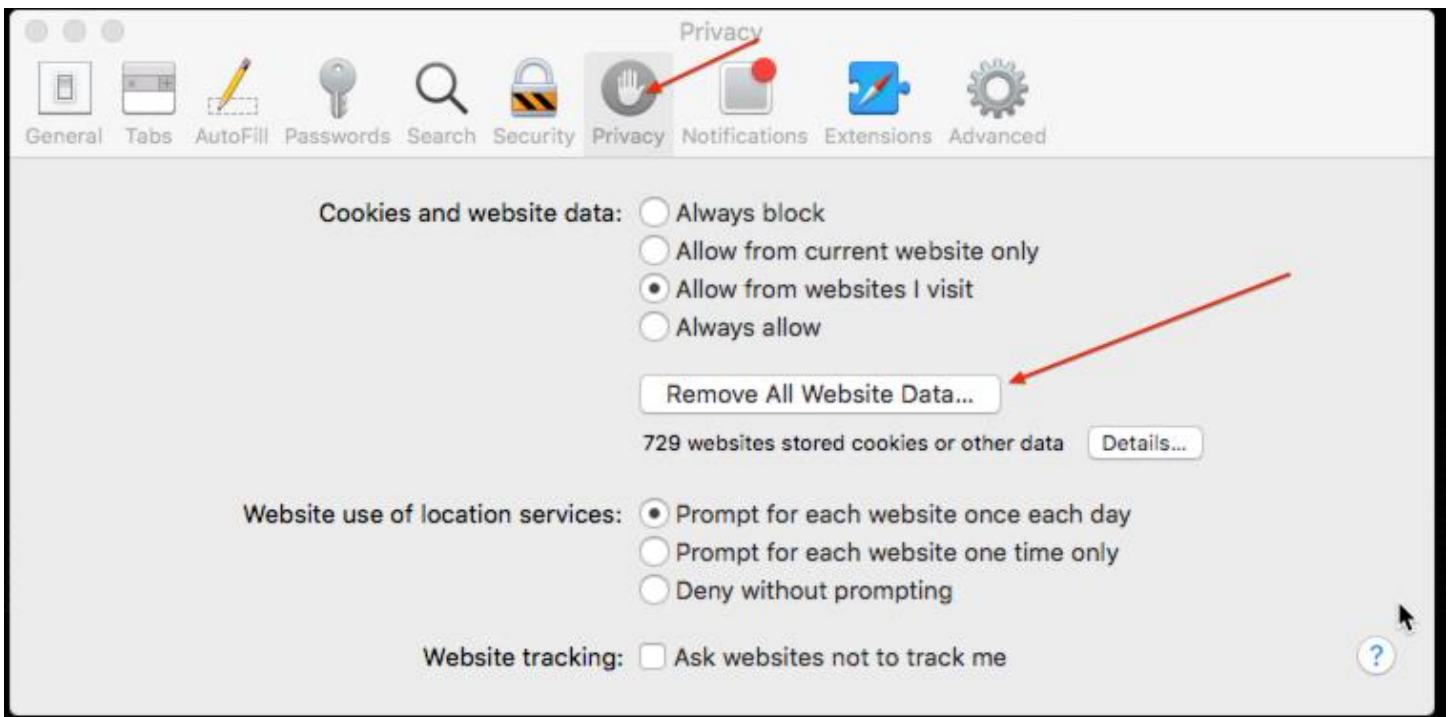 Privacy
General Tabs AutoFill Passwords Search Security Privacy Notifications Extensions Advanced
Cookies and website data: Always block
Allow from current website only
Allow from websites I visit
Always allow
Remove All Website Data...
729 websites stored cookies or other data Details...
Website use of location services: Prompt for each website once each day
Prompt for each website one time only
Deny without prompting
Website tracking: Ask websites not to track me
?